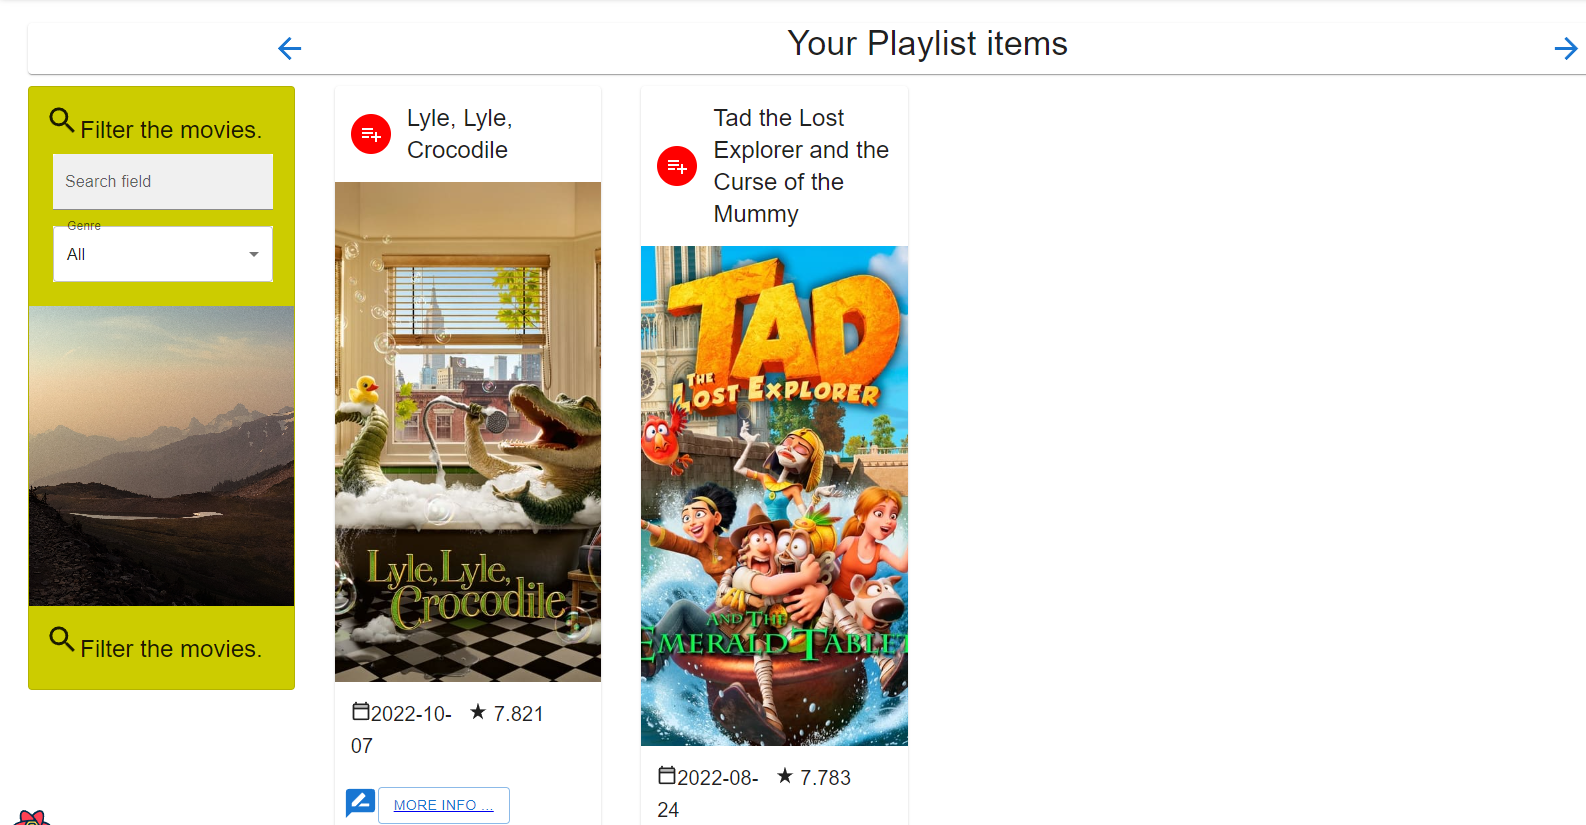 Your Playlist items
Filter the movies.
Search field
Genre
All
Filter the movies.
Lyle, Lyle,
Crocodile
Lyle, Lyle,
Crocodile
2022-10-
07
★ 7.821
MORE INFO ...
Tad the Lost
Explorer and the
Curse of the
Mummy
TAD
THE
LOST EXPLORER
AND THE
EMERALD TABLET
2022-08-
24
★ 7.783